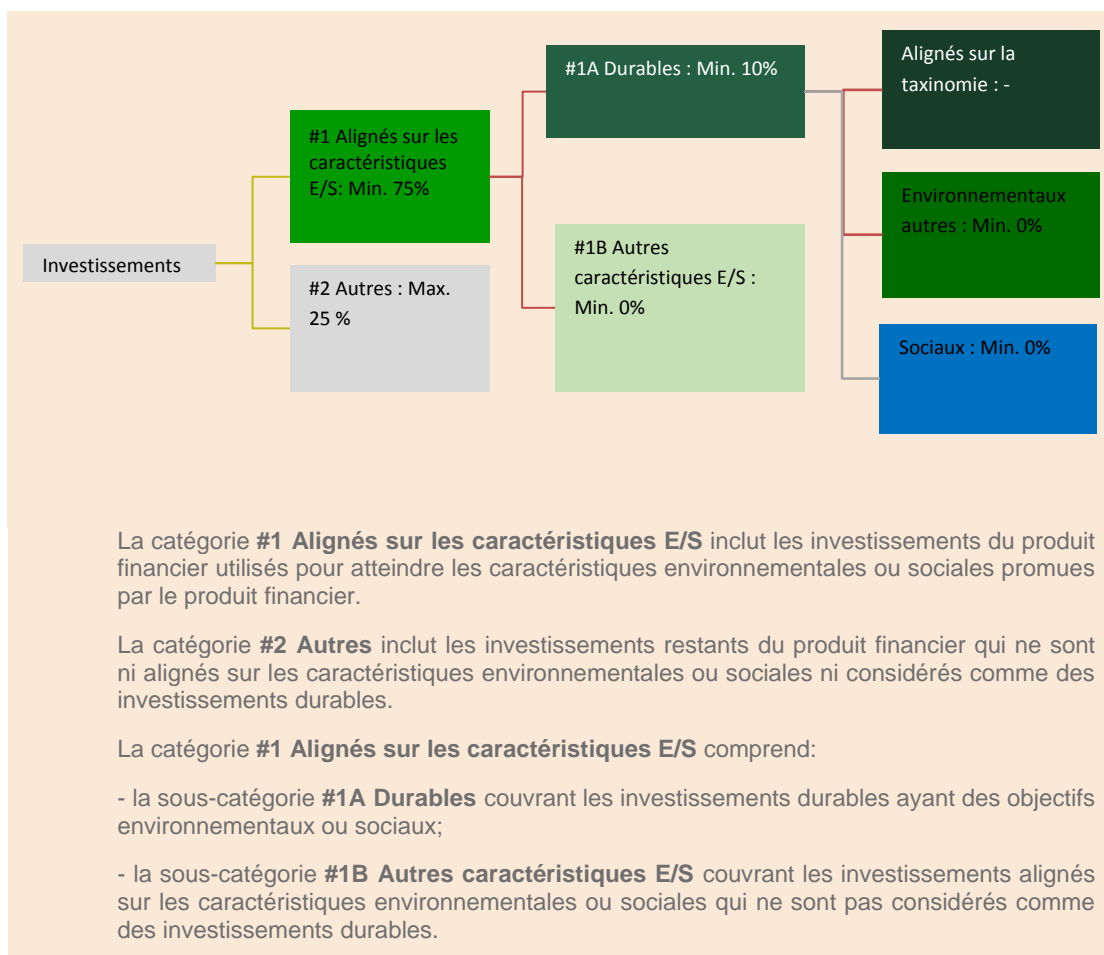 Investissements
#1 Alignés sur les
caractéristiques
E/S: Min. 75%
#2 Autres : Max.
25 %
#1A Durables : Min. 10%
#1B Autres
caractéristiques E/S :
Min. 0%
Alignés sur la
taxinomie : -
Environnementaux
autres : Min. 0%
Sociaux : Min. 0%
La catégorie #1 Alignés sur les caractéristiques E/S inclut les investissements du produit
financier utilisés pour atteindre les caractéristiques environnementales ou sociales promues
par le produit financier.
La catégorie #2 Autres inclut les investissements restants du produit financier qui ne sont
ni alignés sur les caractéristiques environnementales ou sociales ni considérés comme des
investissements durables.
La catégorie #1 Alignés sur les caractéristiques E/S comprend:
- la sous-catégorie #1A Durables couvrant les investissements durables ayant des objectifs
environnementaux ou sociaux;
- la sous-catégorie #1B Autres caractéristiques E/S couvrant les investissements alignés
sur les caractéristiques environnementales ou sociales qui ne sont pas considérés comme
des investissements durables.